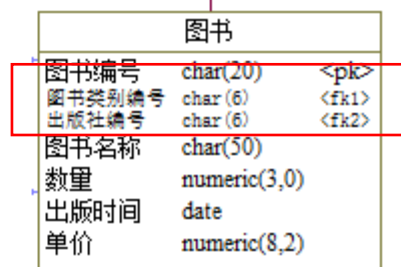 图书
图书编号 char(20) <pk>
图书类别编号 char(6) <fk1>
出版社编号 char(6) <fk2>
图书名称 char(50)
数量 numeric(3,0)
出版时间 date
单价 numeric(8,2)